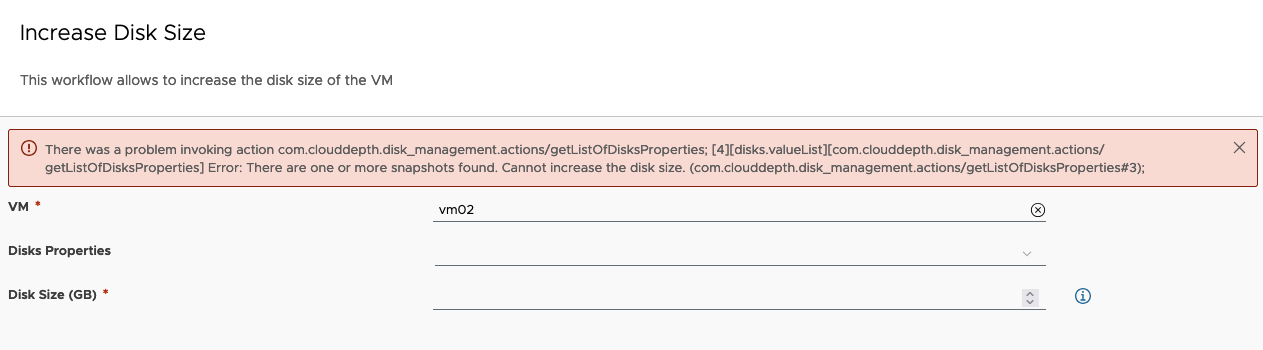 Increase Disk Size
This workflow allows to increase the disk size of the VM
There was a problem invoking action com.clouddepth.disk_management.actions/getListOfDisksProperties; [4][disks.valueList][com.clouddepth.disk_management.actions/
getListOfDisksProperties] Error: There are one or more snapshots found. Cannot increase the disk size. (com.clouddepth.disk_management.actions/getListOfDisksProperties#3);
VM * vm02
Disks Properties
Disk Size (GB) *